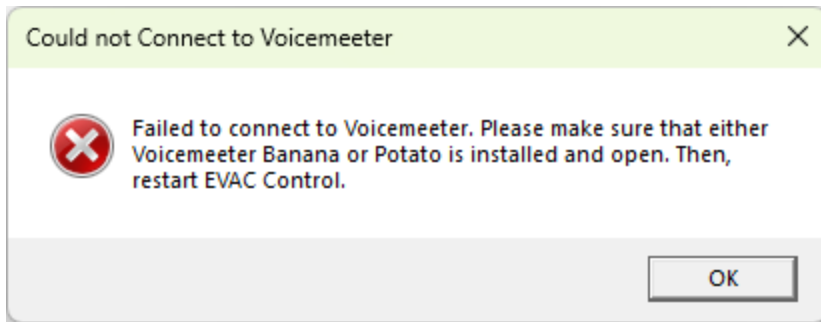 Could not Connect to Voicemeeter
Failed to connect to Voicemeeter. Please make sure that either
Voicemeeter Banana or Potato is installed and open. Then,
restart EVAC Control.
OK